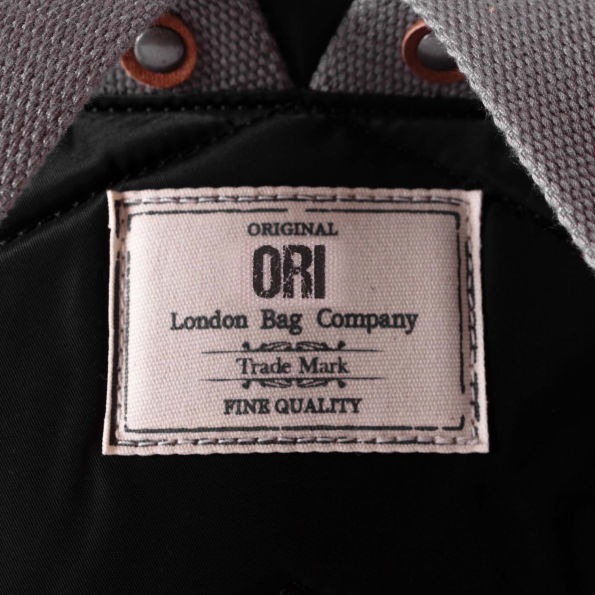 ORIGINAL
ORI
London Bag Company
Trade Mark
FINE QUALITY